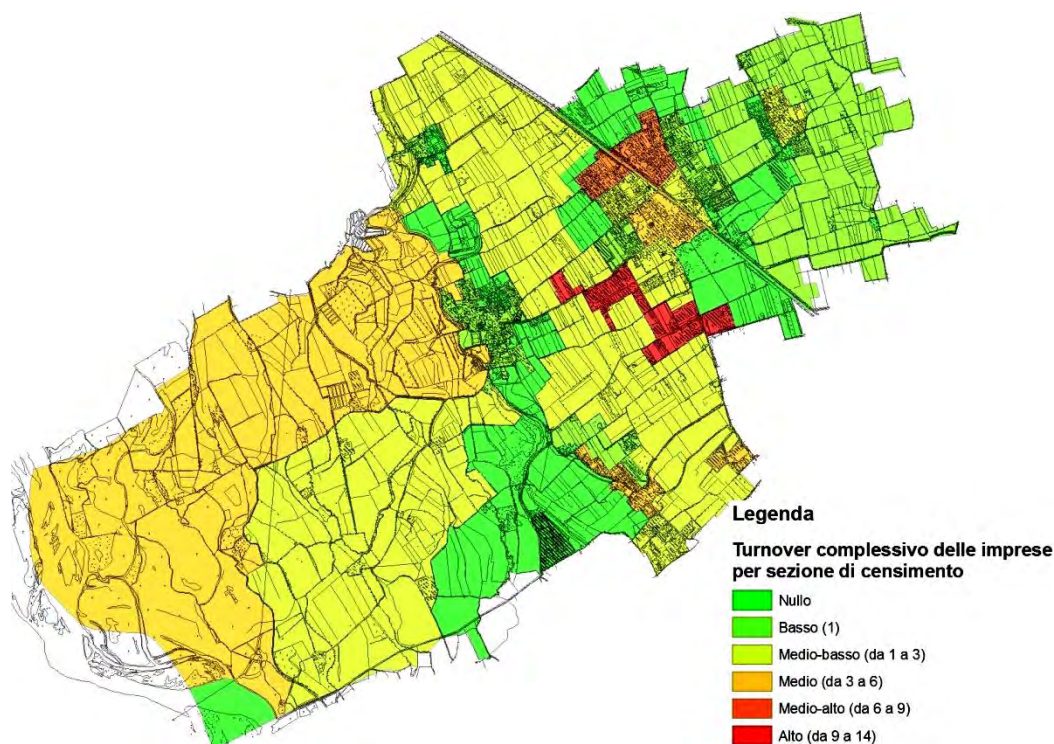 Legenda
Turnover complessivo delle imprese
per sezione di censimento
Nullo
Basso (1)
Medio-basso (da 1 a 3)
Medio (da 3 a 6)
Medio-alto (da 6 a 9)
Alto (da 9 a 14)